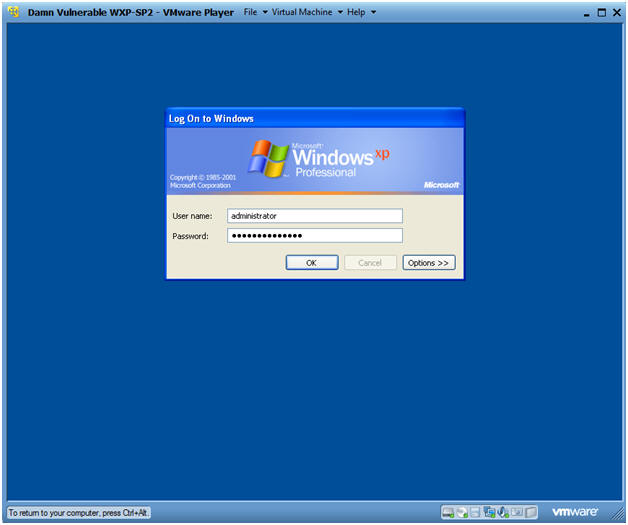 Damn Vulnerable WXP-SP2 - VMware Player File Virtual Machine Help
Log On to Windows
Microsoft
Windows xp
Professional
Copyright © 1985-2001
Microsoft Corporation
Microsoft
User name: administrator
Password: ●●●●●●●●●●●●●●
OK Cancel Options >>
To return to your computer, press Ctrl+Alt. vmware